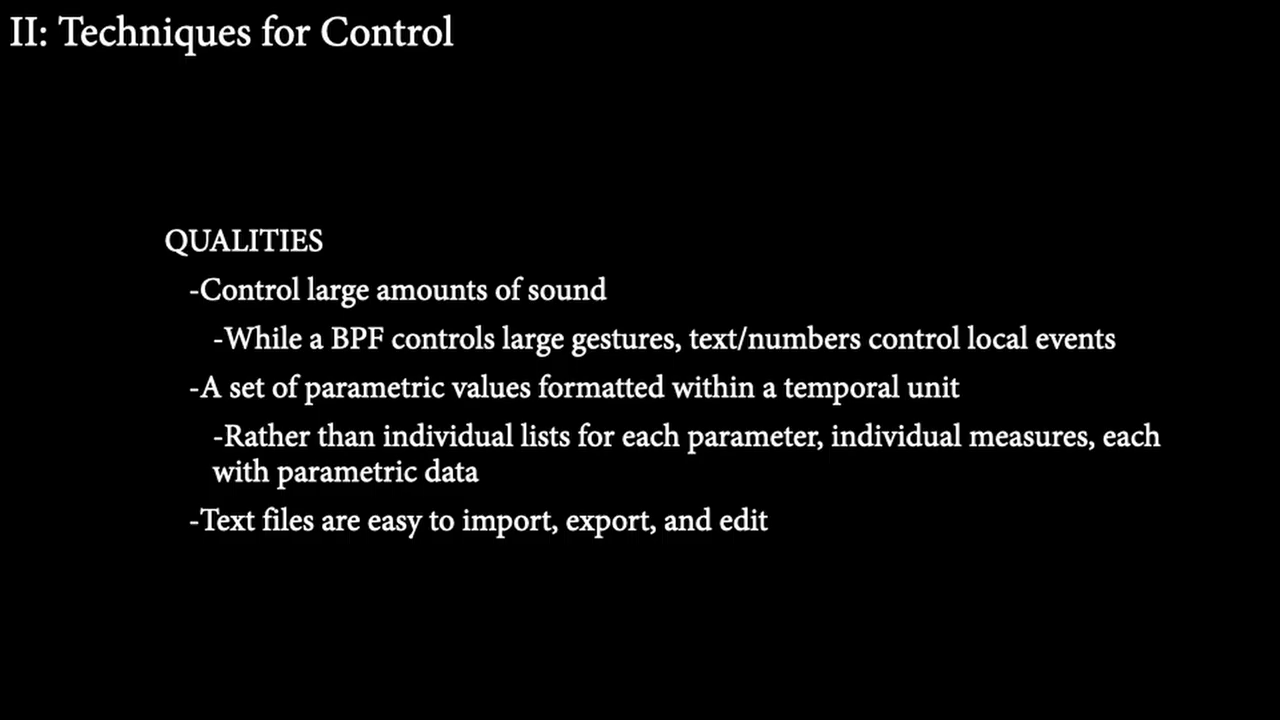 II: Techniques for Control
QUALITIES
-Control large amounts of sound
-While a BPF controls large gestures, text/numbers control local events
-A set of parametric values formatted within a temporal unit
-Rather than individual lists for each parameter, individual measures, each
with parametric data
-Text files are easy to import, export, and edit